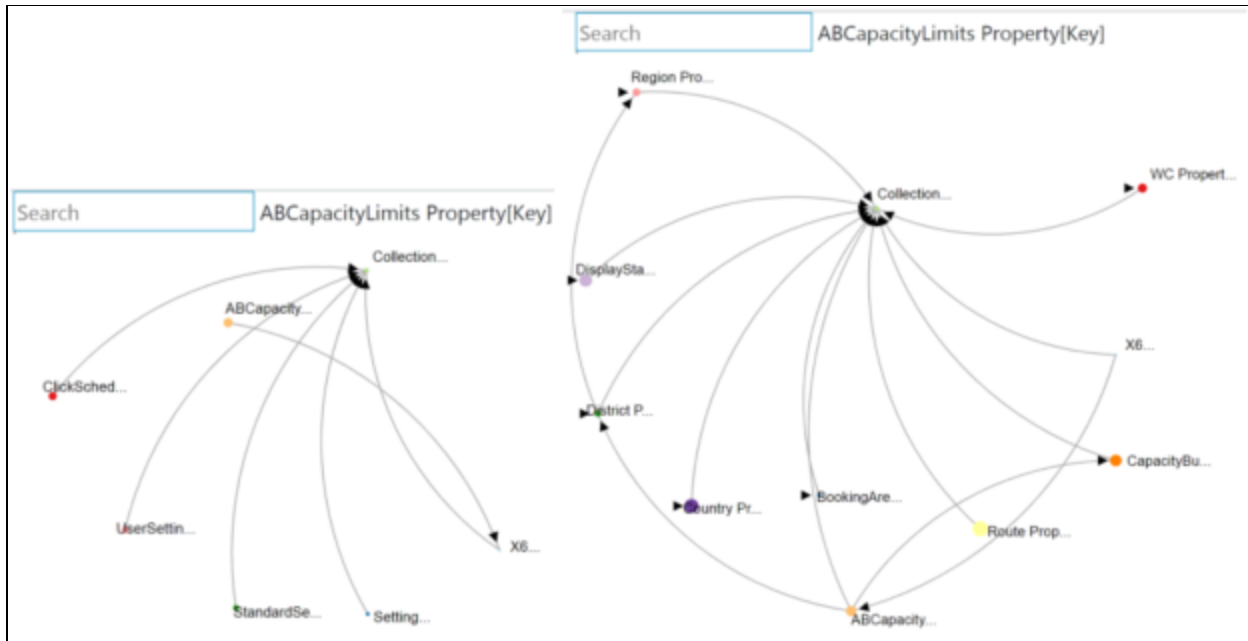 Search
ABCapacityLimits Property[Key]
Collection...
ABCapacity...
ClickSched...
UserSettin...
X6...
StandardSe...
Setting...
Search
ABCapacityLimits Property[Key]
Region Pro...
WC Propert...
Collection...
DisplaySta...
X6...
District P...
CapacityBu...
BookingAre...
Country Pr...
Route Prop...
ABCapacity...